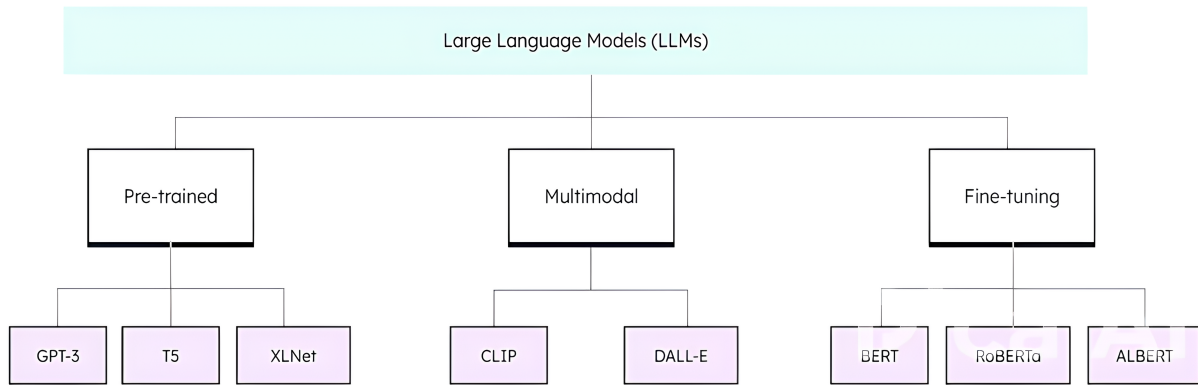 Large Language Models (LLMs)
Pre-trained
Multimodal
Fine-tuning
GPT-3
T5
XLNet
CLIP
DALL-E
BERT
RoBERTa
ALBERT